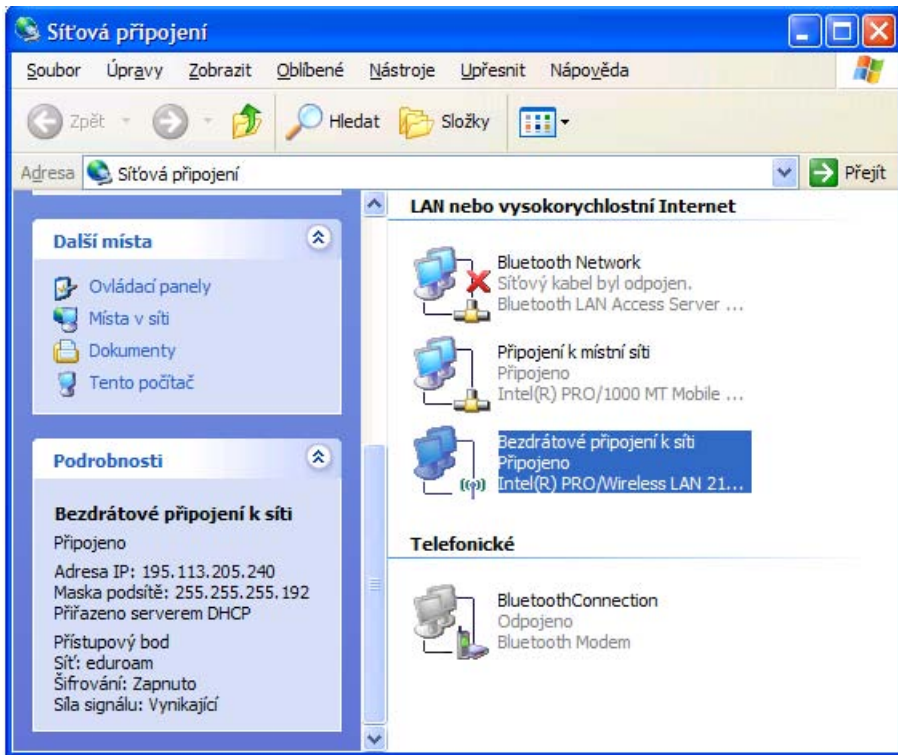 Síťová připojení
Soubor Úpravy Zobrazit Oblíbené Nástroje Upřesnit Nápověda
Zpět Hledat Složky
Adresa Síťová připojení Přejít
Další místa
Ovládací panely
Místa v síti
Dokumenty
Tento počítač
Podrobnosti
Bezdrátové připojení k síti
Připojeno
Adresa IP: 195.113.205.240
Maska podsítě: 255.255.255.192
Přiřazeno serverem DHCP
Přístupový bod
Síť: eduroam
Šifrování: Zapnuto
Síla signálu: Vynikající
LAN nebo vysokorychlostní Internet
Bluetooth Network
Síťový kabel byl odpojen.
Bluetooth LAN Access Server ...
Připojení k místní síti
Připojeno
Intel(R) PRO/1000 MT Mobile ...
Bezdrátové připojení k síti
Připojeno
Intel(R) PRO/Wireless LAN 21...
Telefonické
BluetoothConnection
Odpojeno
Bluetooth Modem